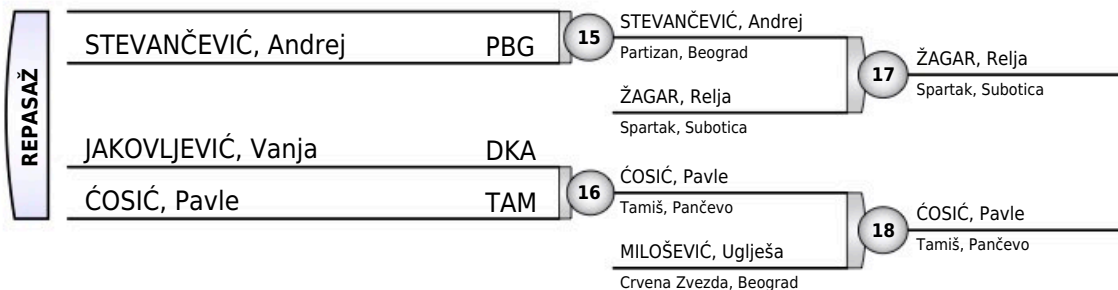 REPASAŽ
STEVANČEVIĆ, Andrej PBG
JAKOVLJEVIĆ, Vanja DKA
ĆOSIĆ, Pavle TAM
15
STEVANČEVIĆ, Andrej
Partizan, Beograd
ŽAGAR, Relja
Spartak, Subotica
16
ĆOSIĆ, Pavle
Tamiš, Pančevo
MILOŠEVIĆ, Uglješa
Crvena Zvezda, Beograd
17
ŽAGAR, Relja
Spartak, Subotica
18
ĆOSIĆ, Pavle
Tamiš, Pančevo